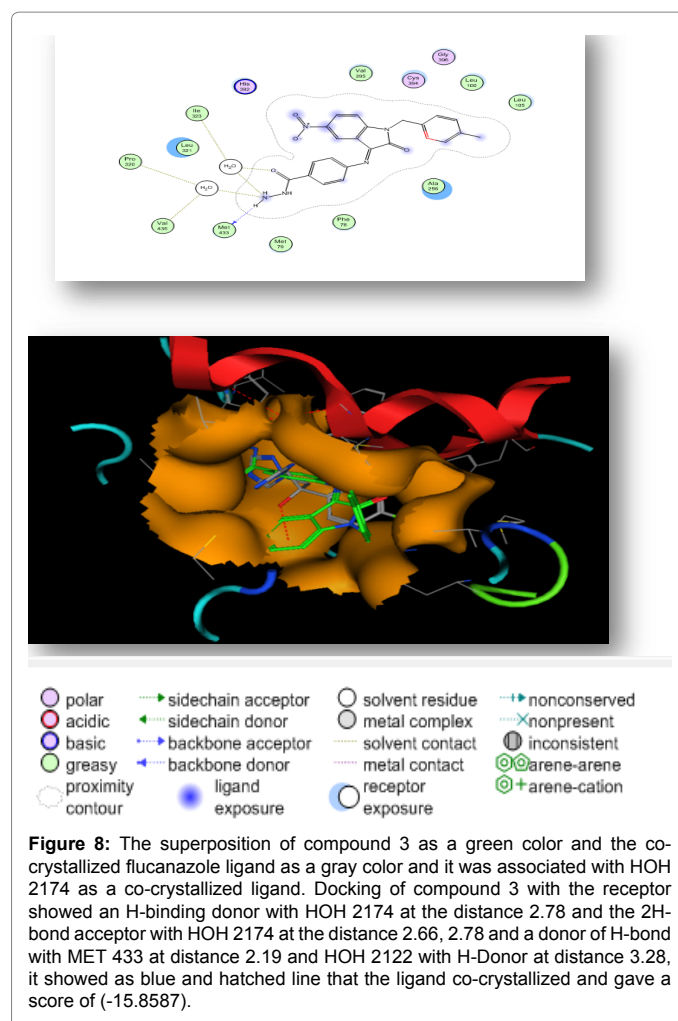 Gly
396
Val
395
Cys
394
His
392
Leu
100
Leu
105
Ile
323
Leu
321
H₂O
Pro
320
H₂O
N⁺
O⁻
O
N
O
N
O
H
N
NH
H
Ala
256
Phe
78
Val
435
Met
433
Met
79
polar
sidechain acceptor
solvent residue
nonconserved
acidic
sidechain donor
metal complex
nonpresent
basic
backbone acceptor
solvent contact
inconsistent
greasy
backbone donor
metal contact
arene-arene
proximity
contour
ligand
exposure
receptor
exposure
arene-cation
Figure 8: The superposition of compound 3 as a green color and the co-
crystallized flucanazole ligand as a gray color and it was associated with HOH
2174 as a co-crystallized ligand. Docking of compound 3 with the receptor
showed an H-binding donor with HOH 2174 at the distance 2.78 and the 2H-
bond acceptor with HOH 2174 at the distance 2.66, 2.78 and a donor of H-bond
with MET 433 at distance 2.19 and HOH 2122 with H-Donor at distance 3.28,
it showed as blue and hatched line that the ligand co-crystallized and gave a
score of (-15.8587).